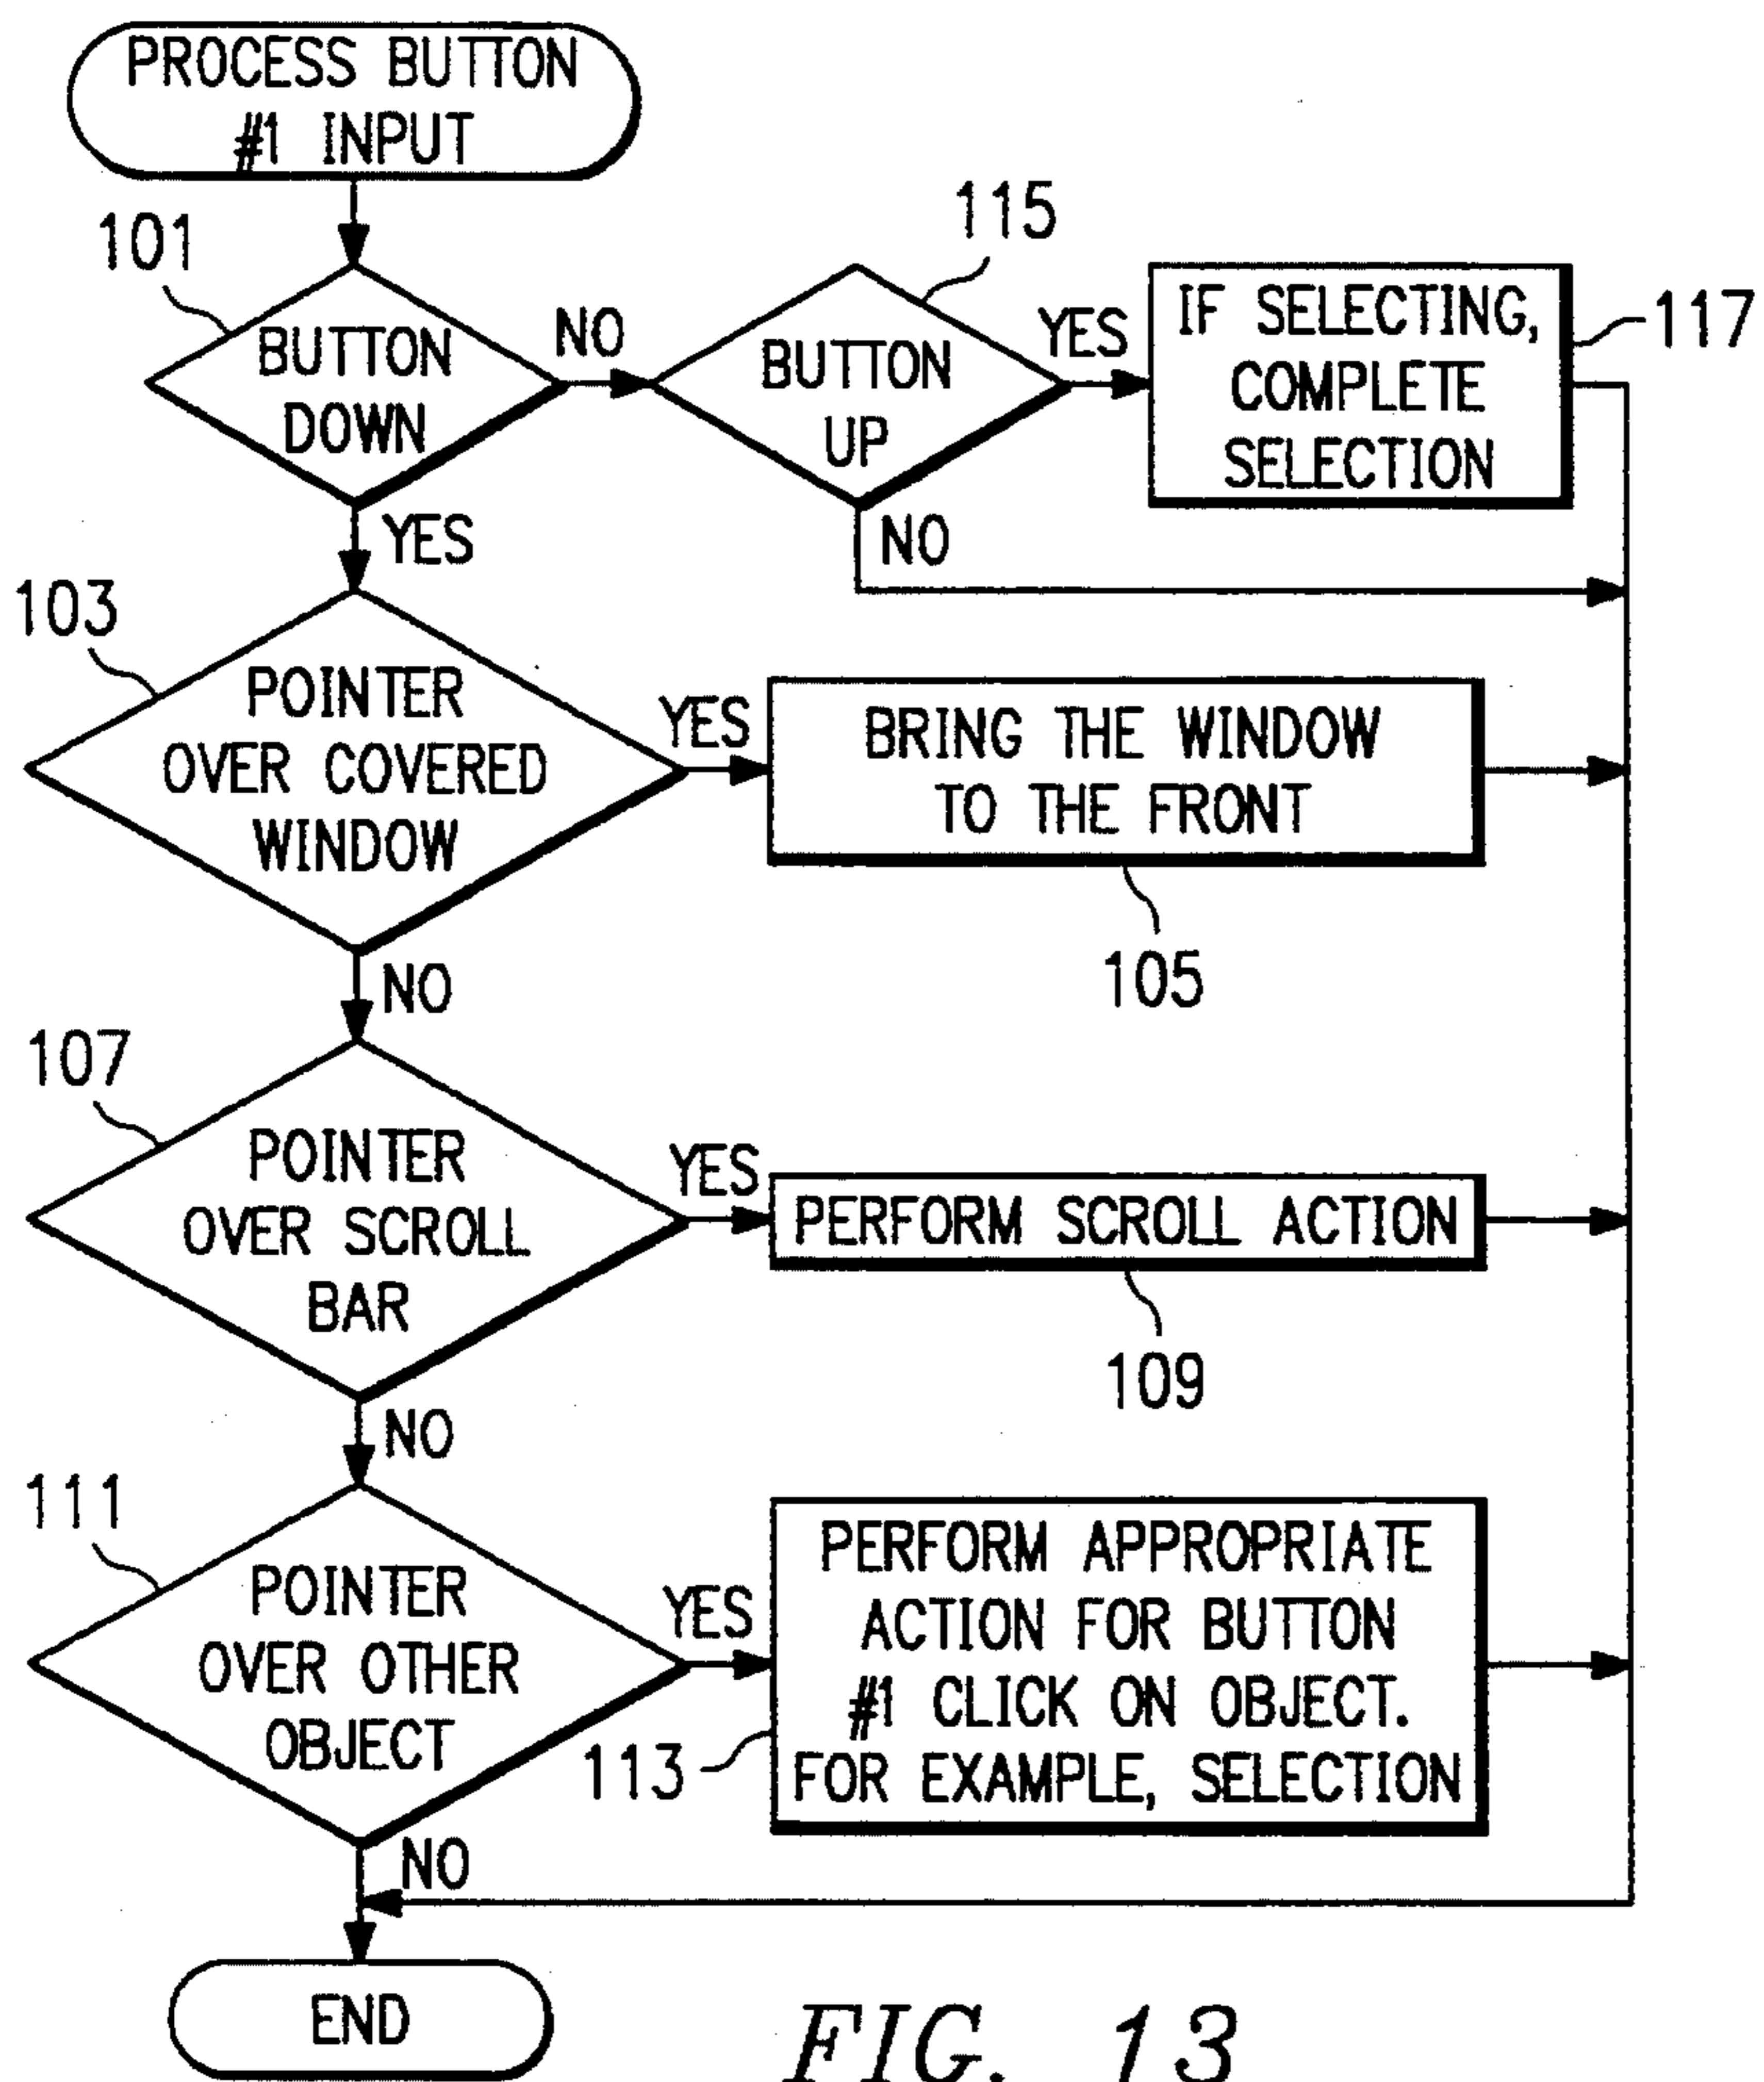 PROCESS BUTTON
#1 INPUT
101
BUTTON
DOWN
NO
115
BUTTON
UP
YES
IF SELECTING,
COMPLETE
SELECTION
117
NO
YES
103
POINTER
OVER COVERED
WINDOW
YES
BRING THE WINDOW
TO THE FRONT
105
NO
107
POINTER
OVER SCROLL
BAR
YES
PERFORM SCROLL ACTION
109
NO
111
POINTER
OVER OTHER
OBJECT
YES
PERFORM APPROPRIATE
ACTION FOR BUTTON
#1 CLICK ON OBJECT.
FOR EXAMPLE, SELECTION
113
NO
END
FIG. 13